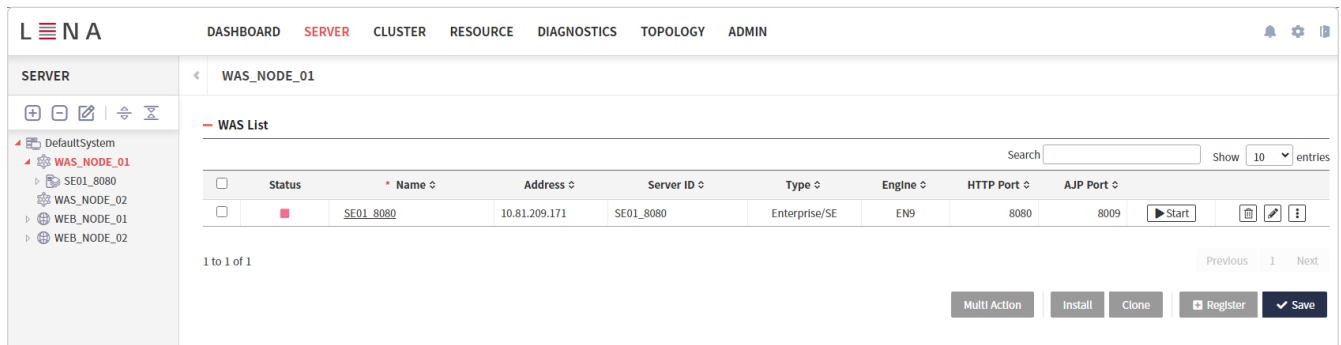 LENA
DASHBOARD SERVER CLUSTER RESOURCE DIAGNOSTICS TOPOLOGY ADMIN
SERVER
WAS_NODE_01
DefaultSystem
WAS_NODE_01
SE01_8080
WAS_NODE_02
WEB_NODE_01
WEB_NODE_02
WAS List
Search Show 10 entries
Status * Name Address Server ID Type Engine HTTP Port AJP Port
SE01_8080 10.81.209.171 SE01_8080 Enterprise/SE EN9 8080 8009 Start
1 to 1 of 1
Previous 1 Next
Multi Action Install Clone Register Save